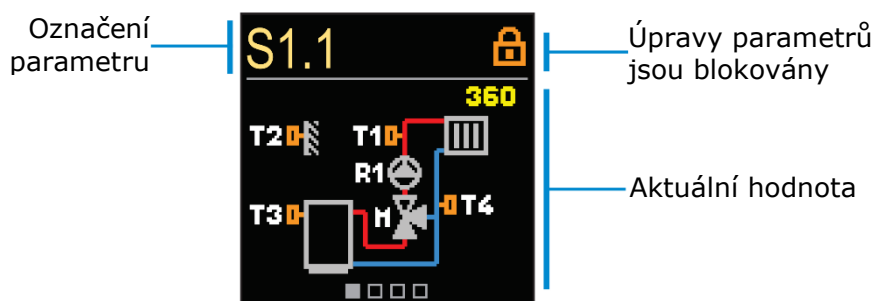 Označení
parametru
S1.1
Úpravy parametrů
jsou blokovány
360
T2
T1
R1
T3
M
T4
Aktuální hodnota